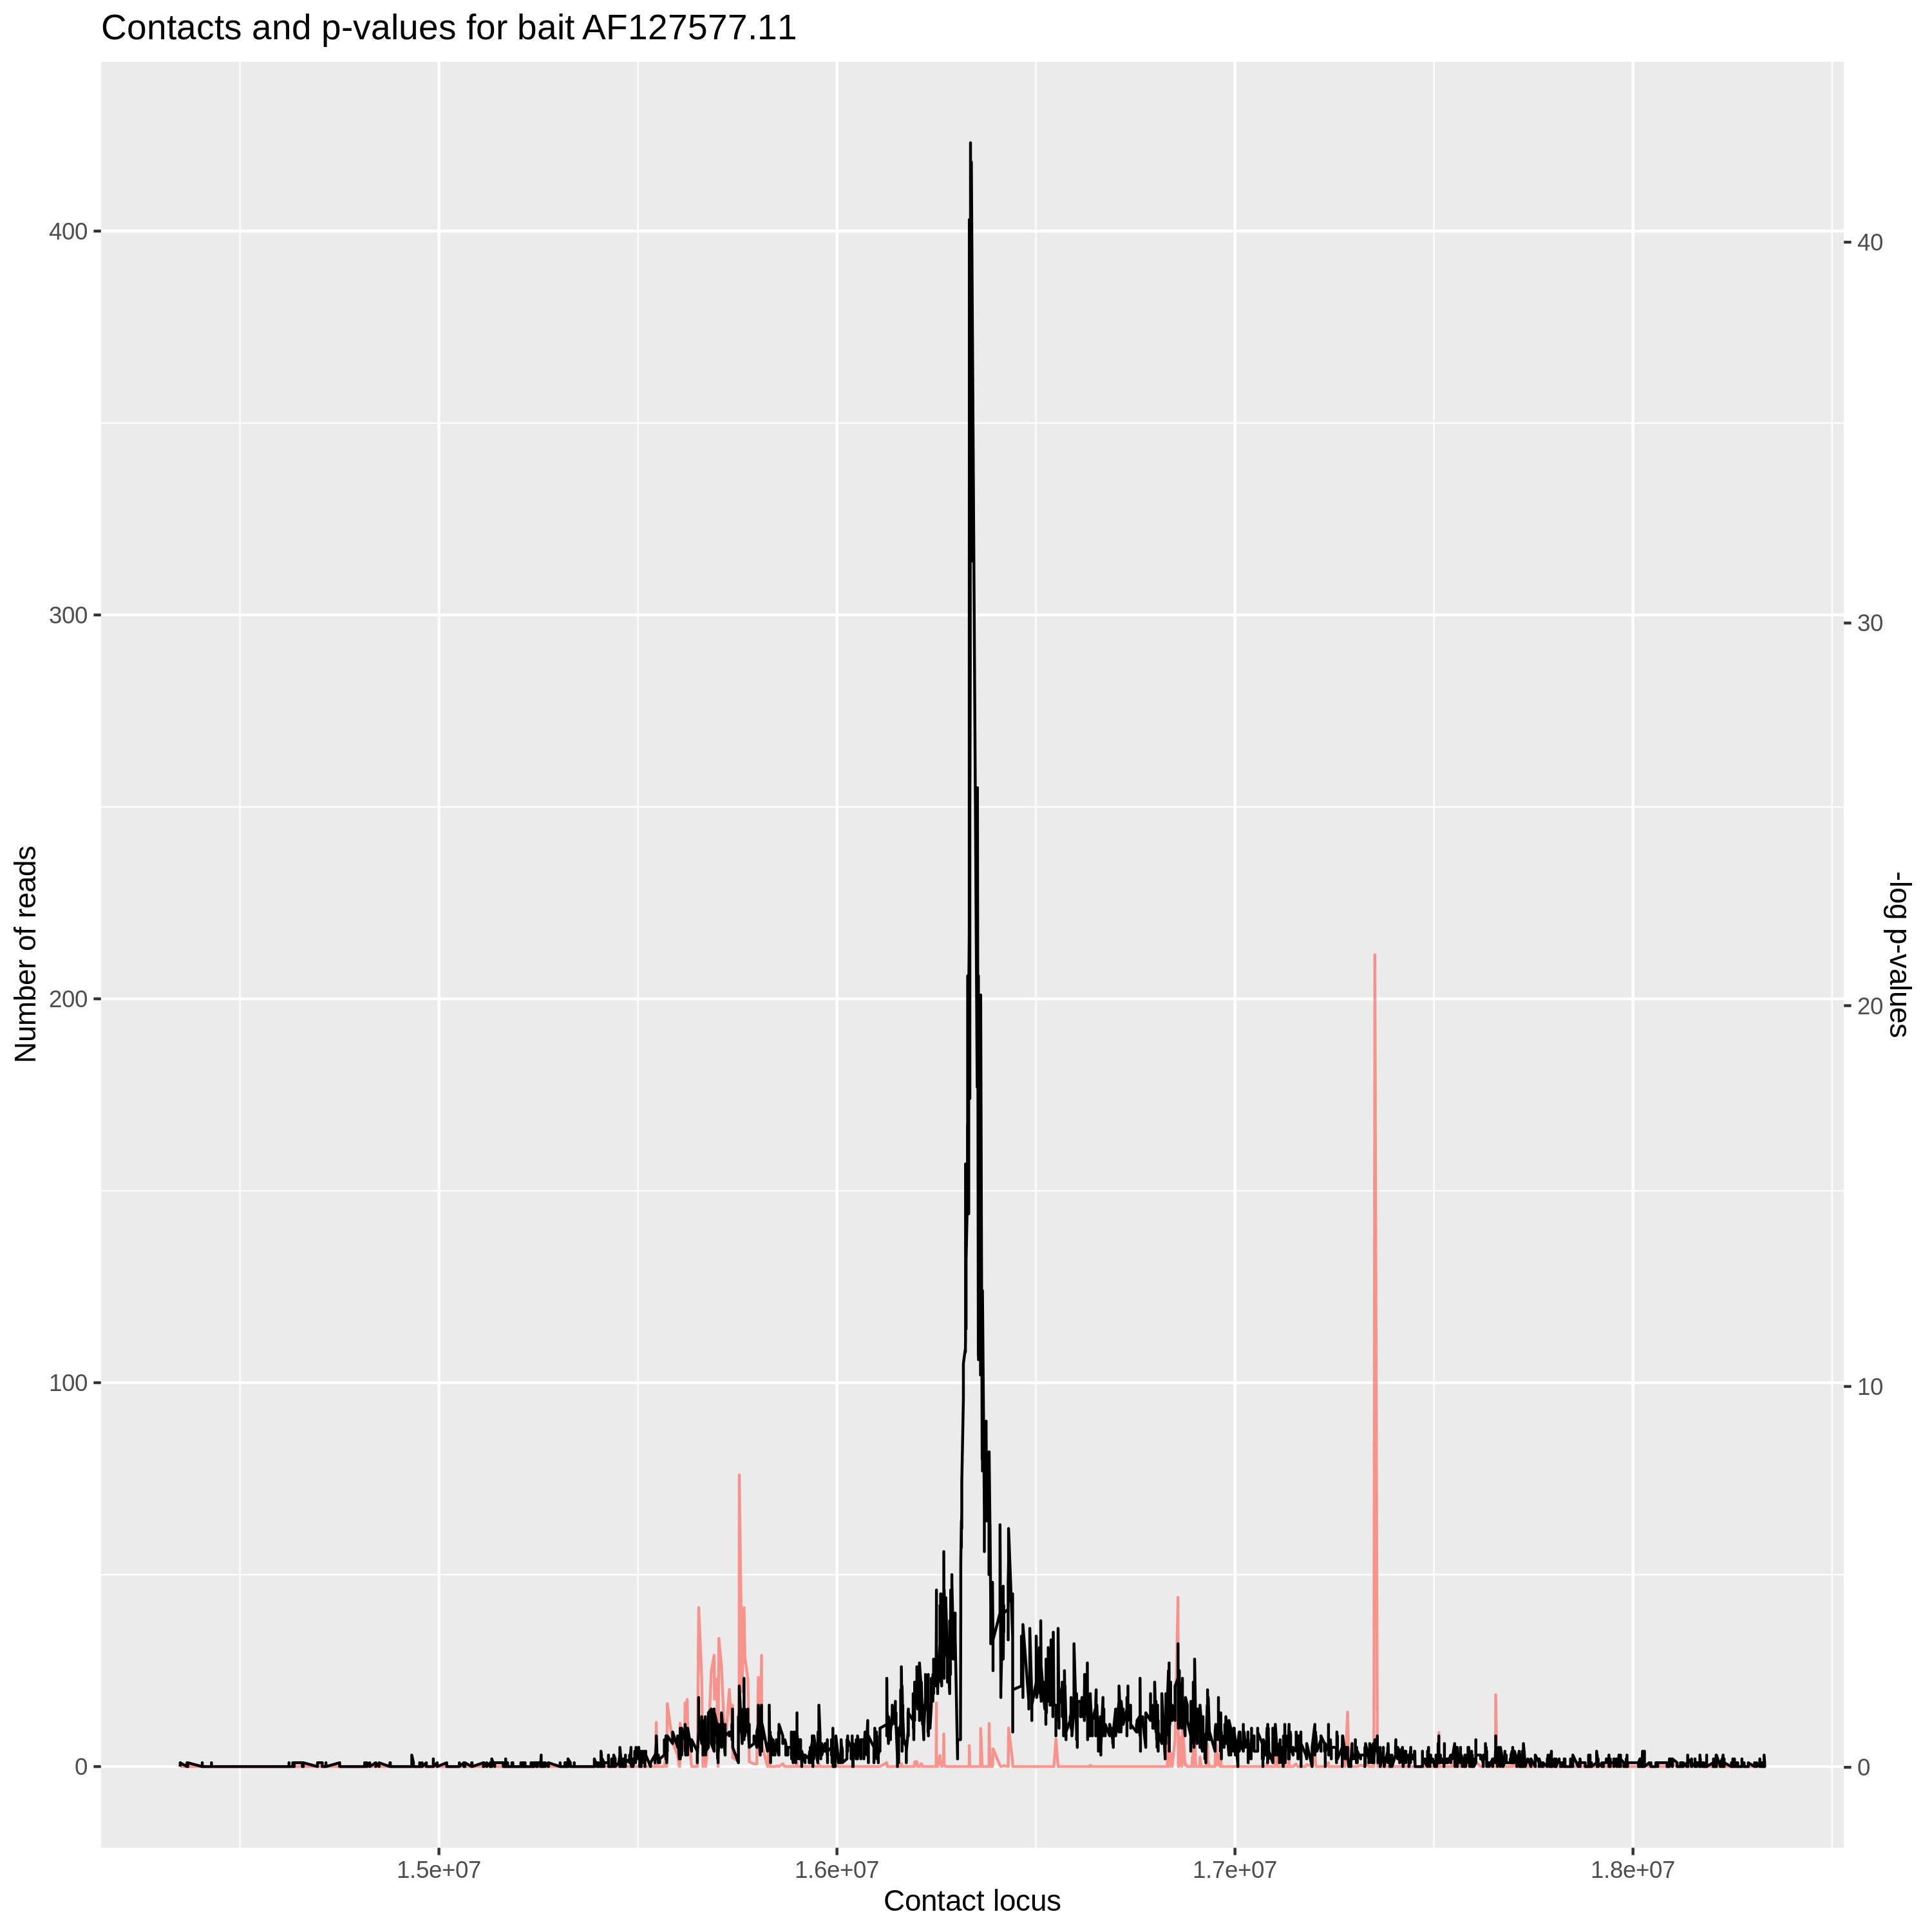 Contacts and p-values for bait AF127577.11
400
300
200
100
0
Number of reads
40
30
20
10
0
-log p-values
1.5e+07
1.6e+07
1.7e+07
1.8e+07
Contact locus